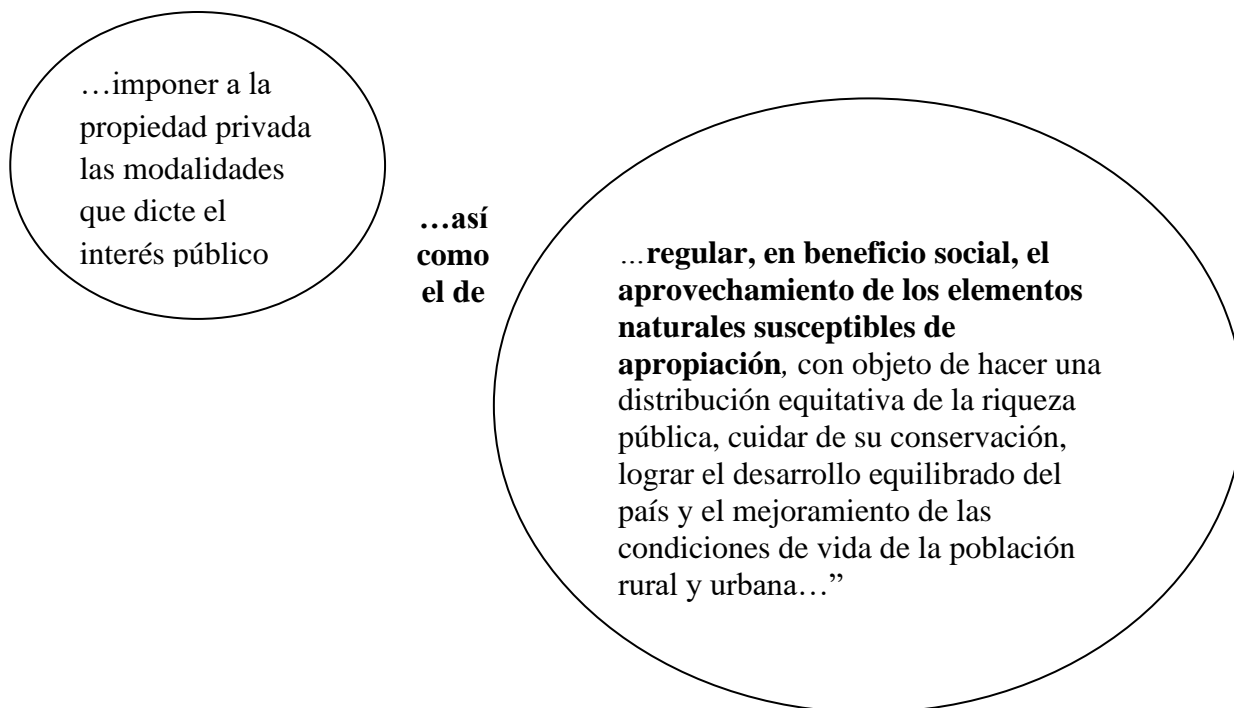 …imponer a la
propiedad privada
las modalidades
que dicte el
interés público
…así
como
el de
…regular, en beneficio social, el
aprovechamiento de los elementos
naturales susceptibles de
apropiación, con objeto de hacer una
distribución equitativa de la riqueza
pública, cuidar de su conservación,
lograr el desarrollo equilibrado del
país y el mejoramiento de las
condiciones de vida de la población
rural y urbana…”